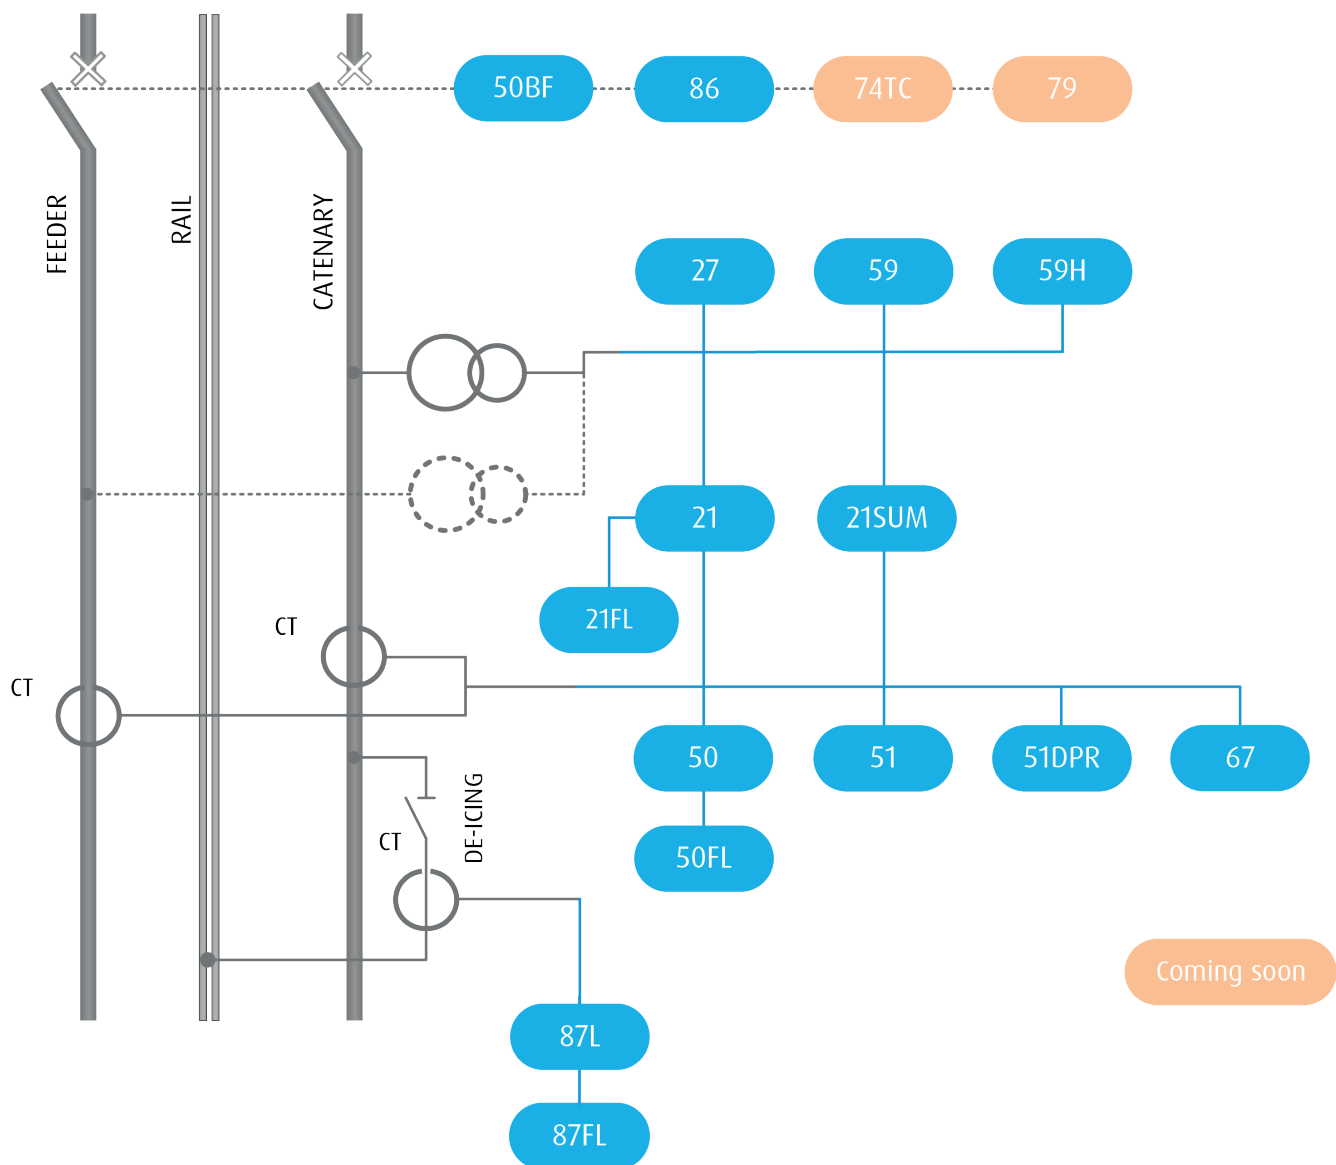 50BF
86
74TC
79
FEEDER
RAIL
CATENARY
27
59
59H
21
21SUM
21FL
CT
CT
50
51
51DPR
67
DE-ICING
CT
50FL
Coming soon
87L
87FL